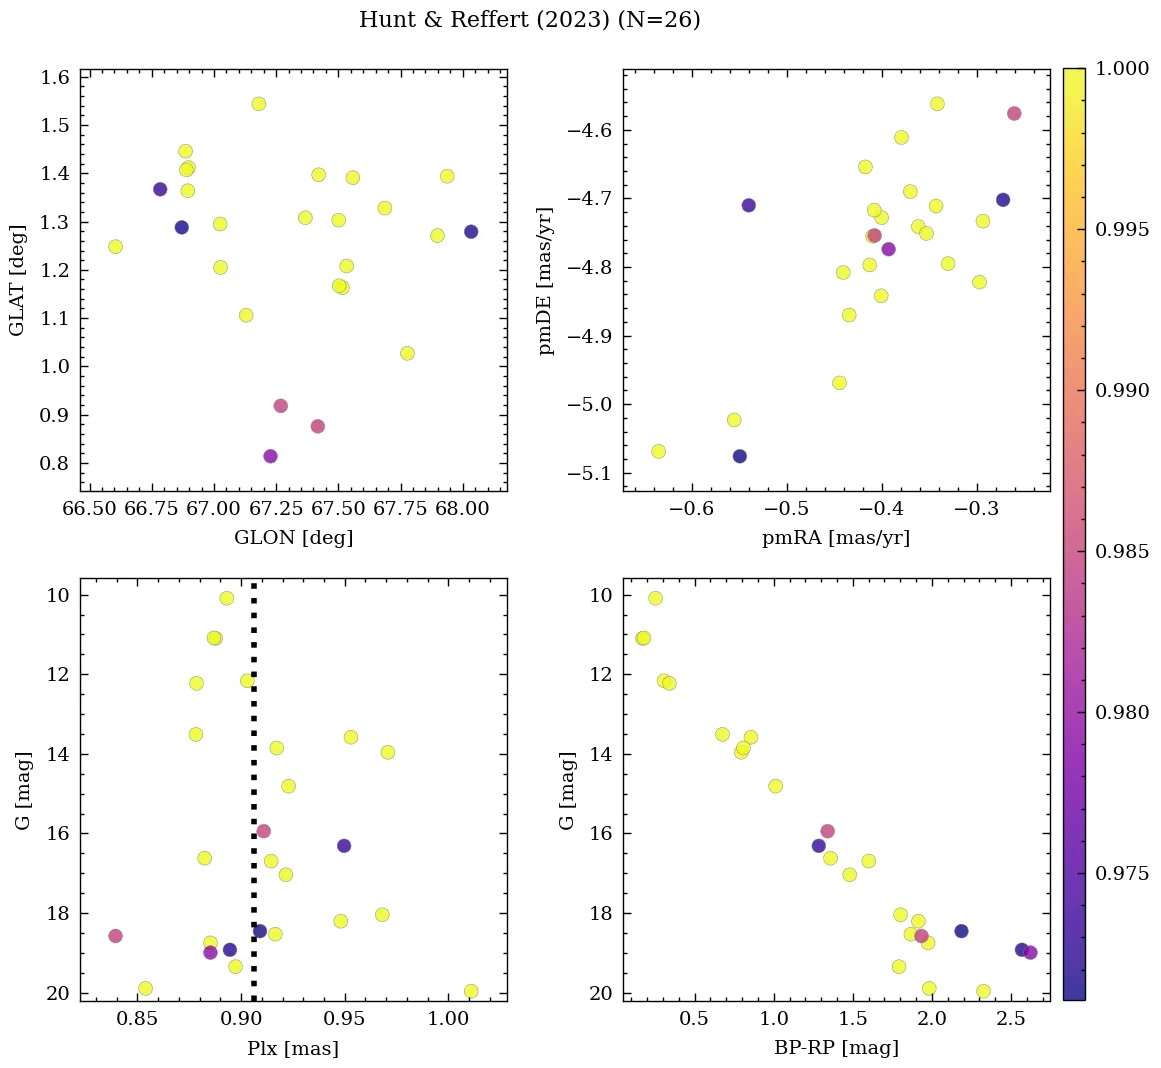 Hunt & Reffert (2023) (N=26)
1.6
1.5
1.4
1.3
1.2
1.1
1.0
0.9
0.8
GLAT [deg]
66.50 66.75 67.00 67.25 67.50 67.75 68.00
GLON [deg]
−4.6
−4.7
−4.8
−4.9
−5.0
−5.1
pmDE [mas/yr]
−0.6 −0.5 −0.4 −0.3
pmRA [mas/yr]
1.000
0.995
0.990
0.985
0.980
0.975
10
12
14
16
18
20
G [mag]
0.85 0.90 0.95 1.00
Plx [mas]
10
12
14
16
18
20
G [mag]
0.5 1.0 1.5 2.0 2.5
BP-RP [mag]